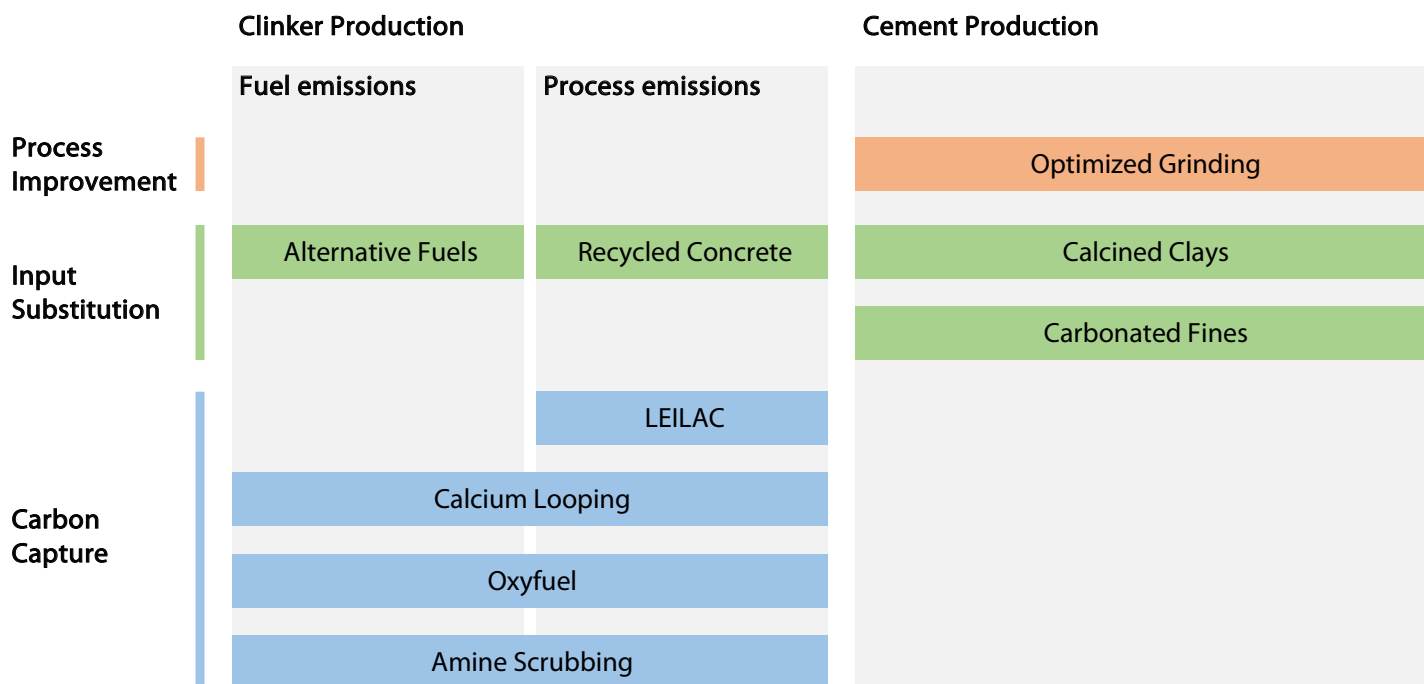 Clinker Production
Cement Production
Fuel emissions
Process emissions
Process
Improvement
Optimized Grinding
Input
Substitution
Alternative Fuels
Recycled Concrete
Calcined Clays
Carbonated Fines
Carbon
Capture
LEILAC
Calcium Looping
Oxyfuel
Amine Scrubbing